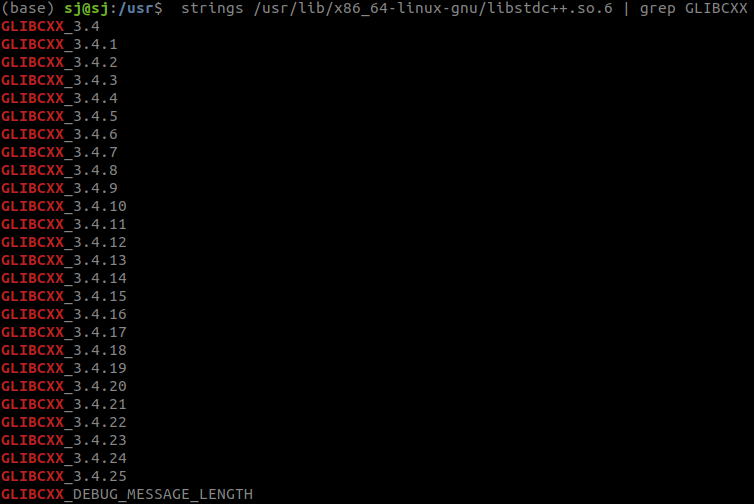 (base) sj@sj:/usr$  strings /usr/lib/x86_64-linux-gnu/libstdc++.so.6 | grep GLIBCXX
GLIBCXX_3.4
GLIBCXX_3.4.1
GLIBCXX_3.4.2
GLIBCXX_3.4.3
GLIBCXX_3.4.4
GLIBCXX_3.4.5
GLIBCXX_3.4.6
GLIBCXX_3.4.7
GLIBCXX_3.4.8
GLIBCXX_3.4.9
GLIBCXX_3.4.10
GLIBCXX_3.4.11
GLIBCXX_3.4.12
GLIBCXX_3.4.13
GLIBCXX_3.4.14
GLIBCXX_3.4.15
GLIBCXX_3.4.16
GLIBCXX_3.4.17
GLIBCXX_3.4.18
GLIBCXX_3.4.19
GLIBCXX_3.4.20
GLIBCXX_3.4.21
GLIBCXX_3.4.22
GLIBCXX_3.4.23
GLIBCXX_3.4.24
GLIBCXX_3.4.25
GLIBCXX_DEBUG_MESSAGE_LENGTH